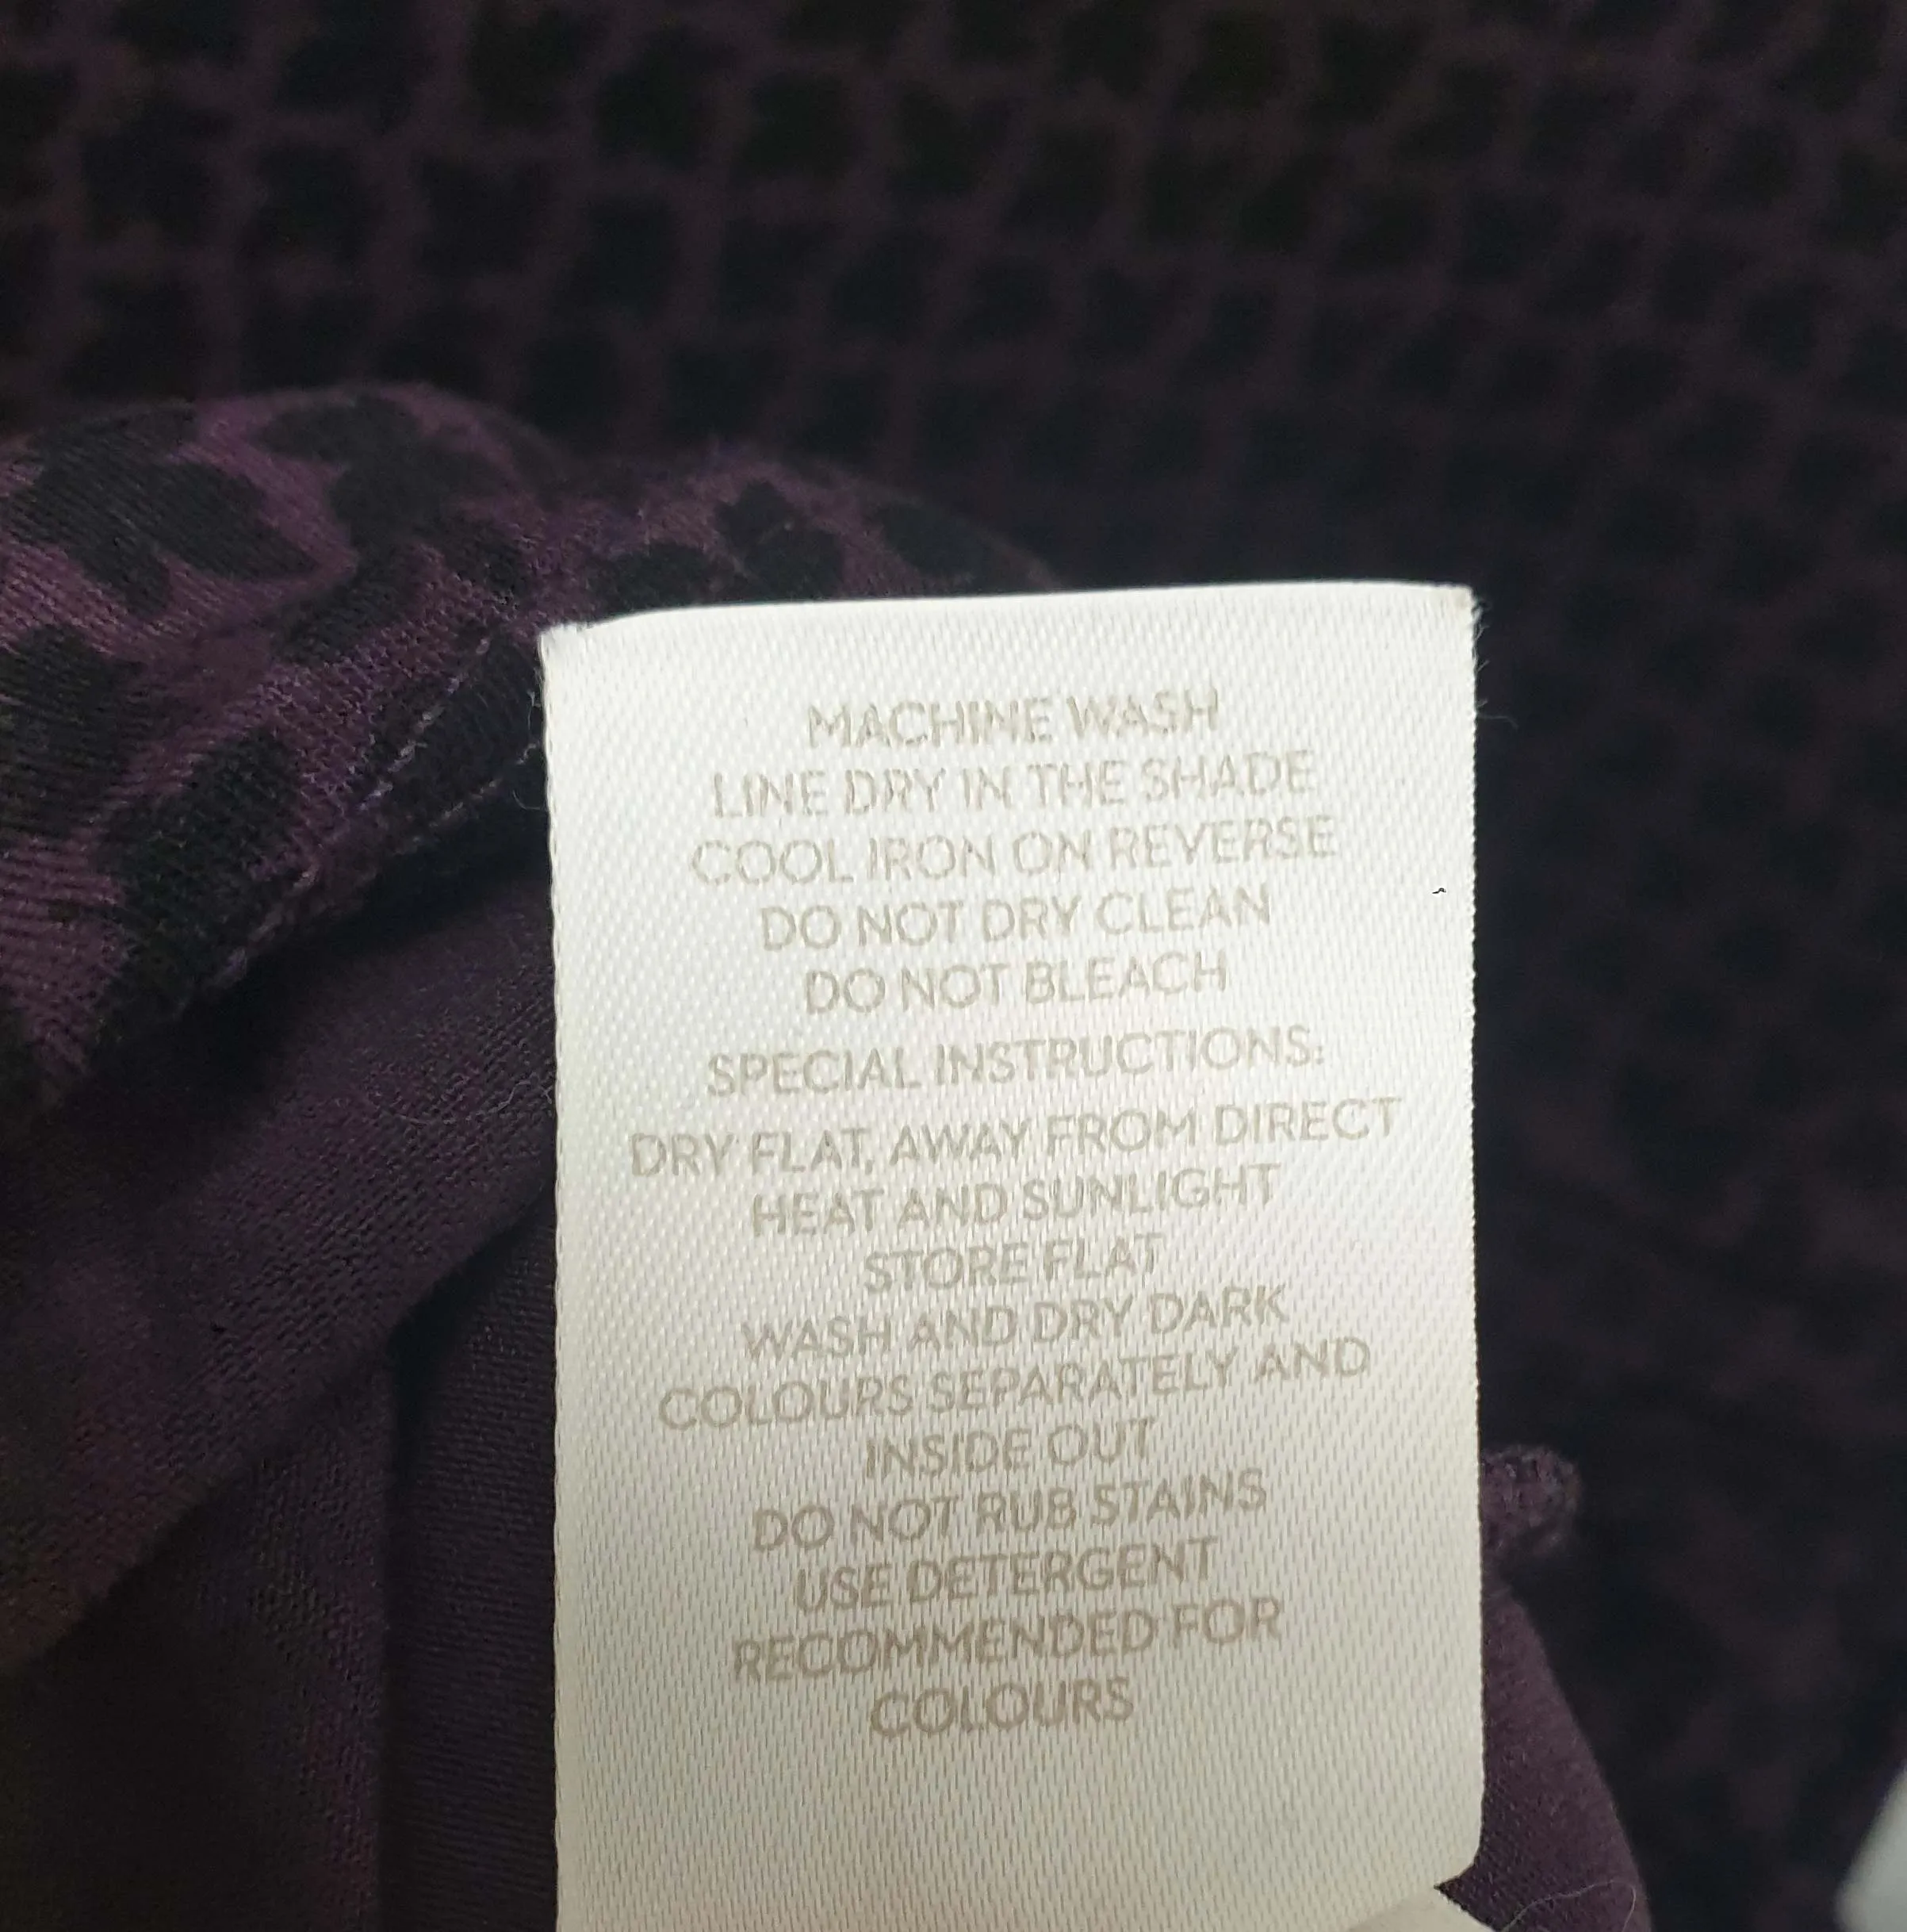 MACHINE WASH
LINE DRY IN THE SHADE
COOL IRON ON REVERSE
DO NOT DRY CLEAN
DO NOT BLEACH
SPECIAL INSTRUCTIONS:
DRY FLAT, AWAY FROM DIRECT
HEAT AND SUNLIGHT
STORE FLAT
WASH AND DRY DARK
COLOURS SEPARATELY AND
INSIDE OUT
DO NOT RUB STAINS
USE DETERGENT
RECOMMENDED FOR
COLOURS